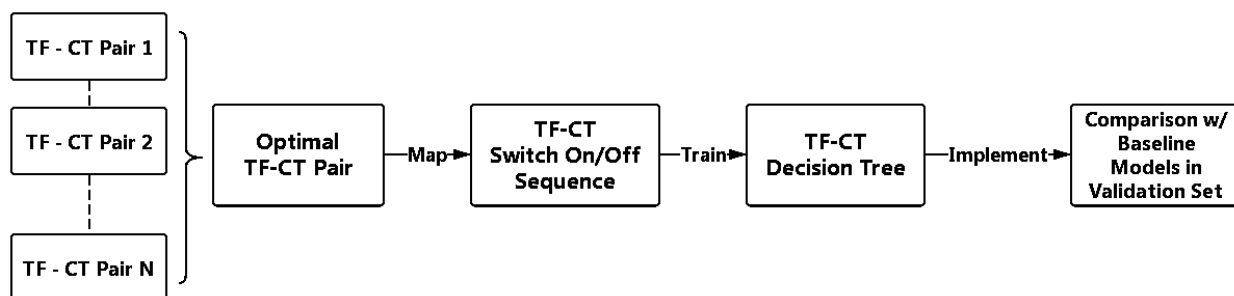 TF - CT Pair 1
TF - CT Pair 2
TF - CT Pair N
Optimal
TF-CT Pair
Map
TF-CT
Switch On/Off
Sequence
Train
TF-CT
Decision Tree
Implement
Comparison w/
Baseline
Models in
Validation Set